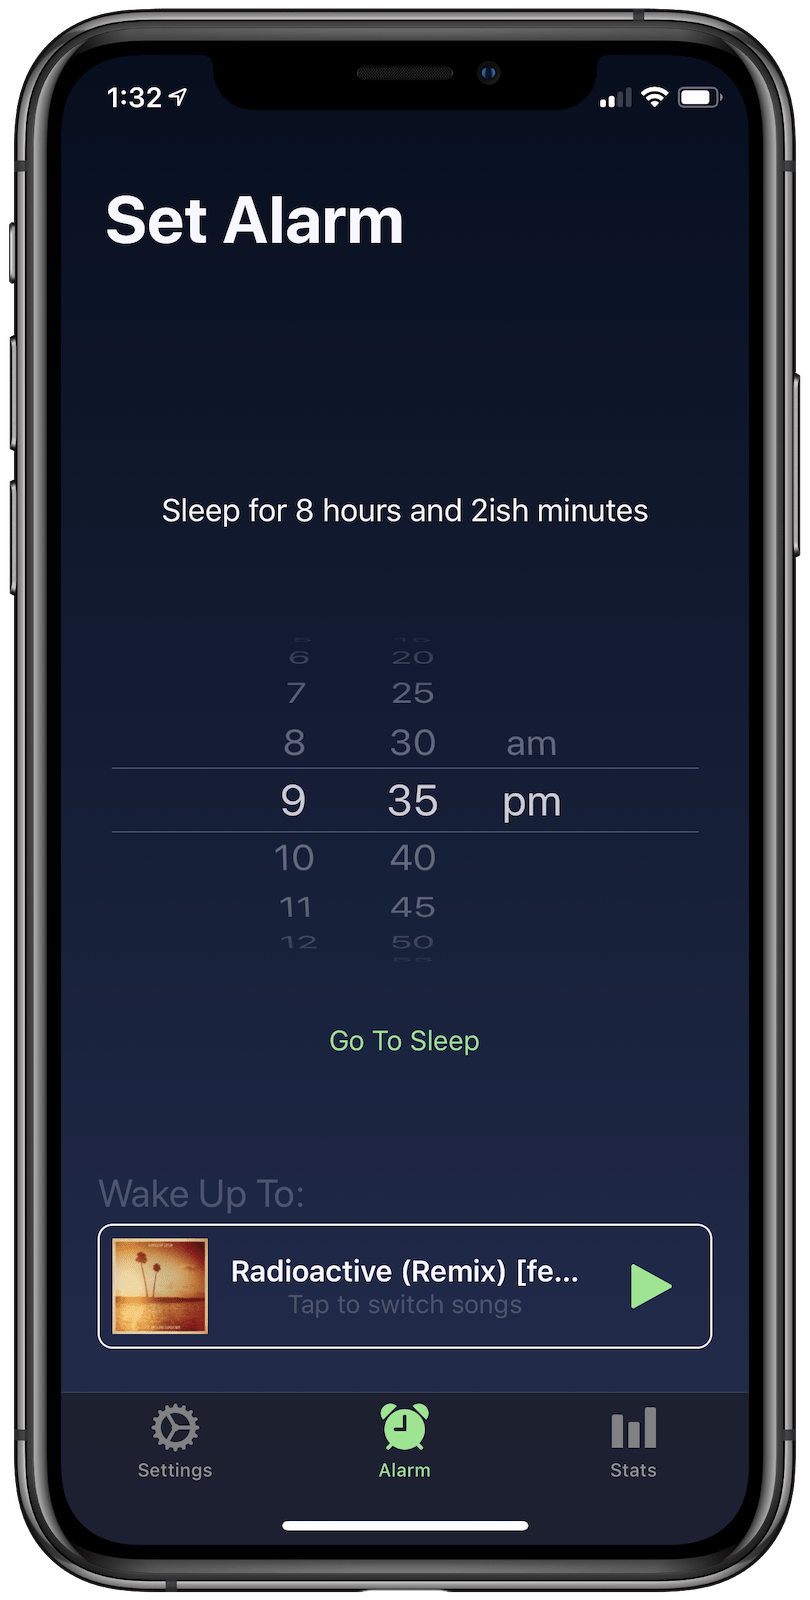 1:32
Set Alarm
Sleep for 8 hours and 2ish minutes
6 20
7 25
8 30 am
9 35 pm
10 40
11 45
12 50
Go To Sleep
Wake Up To:
Radioactive (Remix) [fe...
Tap to switch songs
Settings Alarm Stats